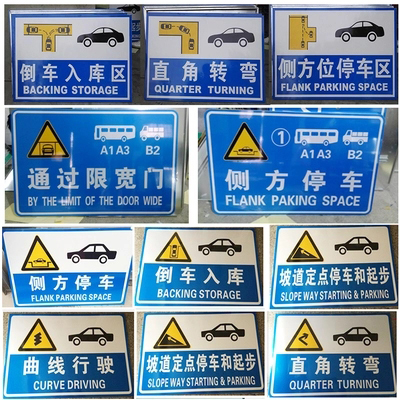 倒车入库区
BACKING STORAGE
直角转弯
QUARTER TURNING
侧方位停车区
FLANK PARKING SPACE
A1A3 B2
通过限宽门
BY THE LIMIT OF THE DOOR WIDE
① A1A3 B2
侧方停车
FLANK PAKING SPACE
侧方停车
FLANK PARKING SPACE
倒车入库
BACKING STORAGE
坡道定点停车和起步
SLOPE WAY STARTING & PARKING
曲线行驶
CURVE DRIVING
坡道定点停车和起步
SLOPE WAY STARTING & PARKING
直角转弯
QUARTER TURNING